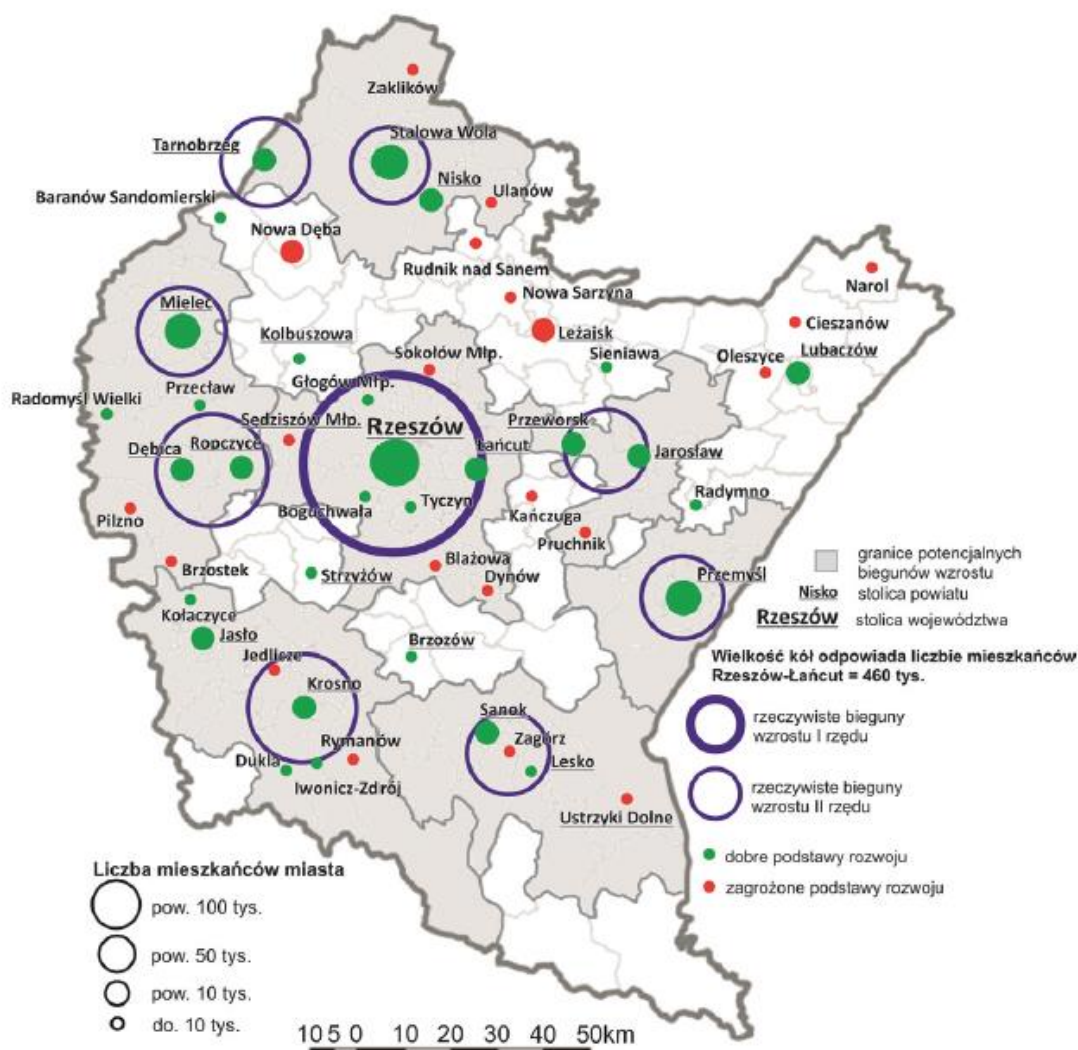 Zaklików
Tarnobrzeg
Stalowa Wola
Nisko
Ulanów
Baranów Sandomierski
Nowa Dęba
Rudnik nad Sanem
Narol
Nowa Sarzyna
Mielec
Cieszanów
Kolbuszowa
Leżajsk
Oleszyce
Lubaczów
Sokołów Młp.
Sieniawa
Głogów Młp.
Przecław
Radomyśl Wielki
Sędziszów Młp.
Przeworsk
Rzeszów
Dębica
Ropczyce
Łańcut
Jarosław
Radymno
Boguchwała
Tyczyn
Kańczuga
Pilzno
Pruchnik
Błażowa
Brzostek
Strzyżów
Dynów
Przemyśl
Kołaczyce
Jasło
Brzozów
Jedlicze
Krosno
Sanok
Zagórz
Rymanów
Dukla
Lesko
Iwonicz-Zdrój
Ustrzyki Dolne
granice potencjalnych
biegunów wzrostu
Nisko stolica powiatu
Rzeszów stolica województwa
Wielkość kół odpowiada liczbie mieszkańców
Rzeszów-Łańcut = 460 tys.
rzeczywiste bieguny
wzrostu I rzędu
rzeczywiste bieguny
wzrostu II rzędu
dobre podstawy rozwoju
zagrożone podstawy rozwoju
Liczba mieszkańców miasta
pow. 100 tys.
pow. 50 tys.
pow. 10 tys.
do. 10 tys.
10 5 0 10 20 30 40 50km